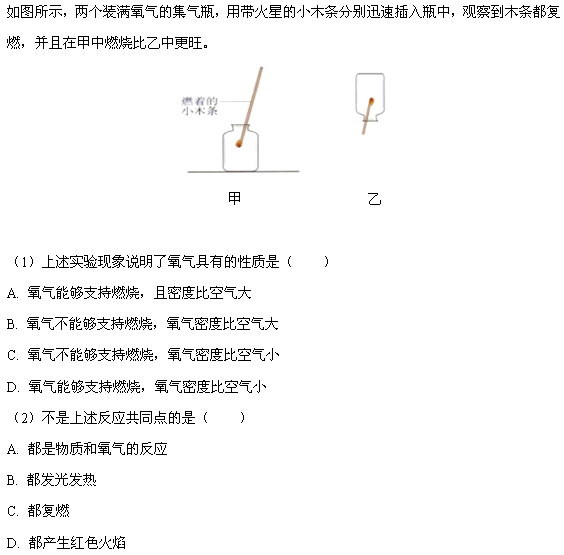 如图所示，两个装满氧气的集气瓶，用带火星的小木条分别迅速插入瓶中，观察到木条都复
燃，并且在甲中燃烧比乙中更旺。
燃着的
小木条
甲
乙
（1）上述实验现象说明了氧气具有的性质是（　　）
A. 氧气能够支持燃烧，且密度比空气大
B. 氧气不能够支持燃烧，氧气密度比空气大
C. 氧气不能够支持燃烧，氧气密度比空气小
D. 氧气能够支持燃烧，氧气密度比空气小
（2）不是上述反应共同点的是（　　）
A. 都是物质和氧气的反应
B. 都发光发热
C. 都复燃
D. 都产生红色火焰